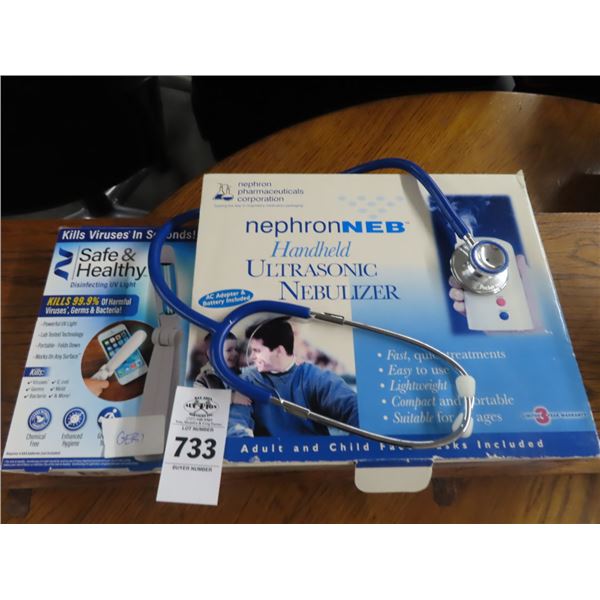 Kills Viruses* In Seconds!
Safe &
Healthy
Disinfecting UV Light
KILLS 99.9% Of Harmful
Viruses*, Germs & Bacteria!
- Powerful UV Light
- Lab Tested Technology
- Portable - Folds Down
- Works On Any Surface
Kills:
Viruses
E. coli
Germs
Mold
Bacteria
& More!
Chemical
Free
Enhanced
Hygiene
GER
nephron
pharmaceuticals
corporation
nephronNEB
Handheld
ULTRASONIC
NEBULIZER
AC Adapter &
Battery Included
• Fast, quiet treatments
• Easy to use
• Lightweight
• Compact and Portable
• Suitable for all ages
3
Adult and Child Face Masks Included
LOT NUMBER
733
BUYER NUMBER